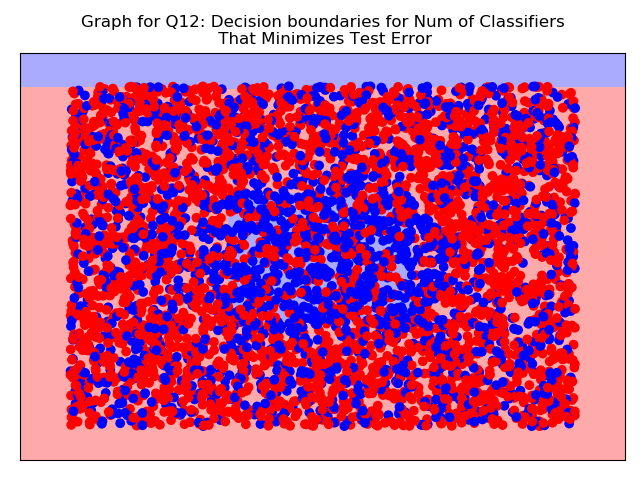 Graph for Q12: Decision boundaries for Num of Classifiers
That Minimizes Test Error